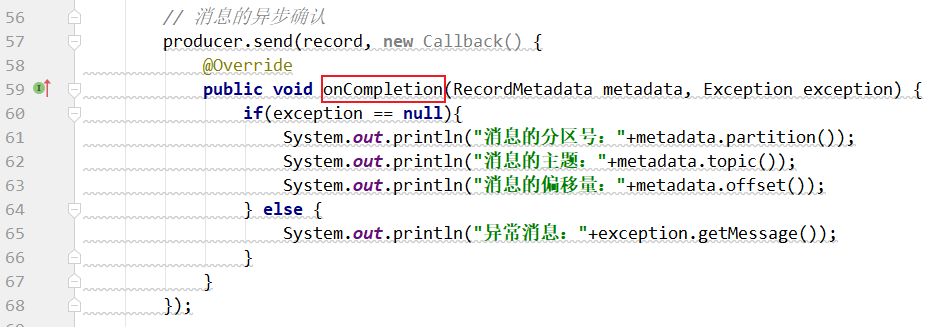 56 // 消息的异步确认
57 producer.send(record, new Callback() {
58 @Override
59 public void onCompletion(RecordMetadata metadata, Exception exception) {
60 if(exception == null){
61 System.out.println("消息的分区号："+metadata.partition());
62 System.out.println("消息的主题："+metadata.topic());
63 System.out.println("消息的偏移量："+metadata.offset());
64 } else {
65 System.out.println("异常消息："+exception.getMessage());
66 }
67 }
68 });